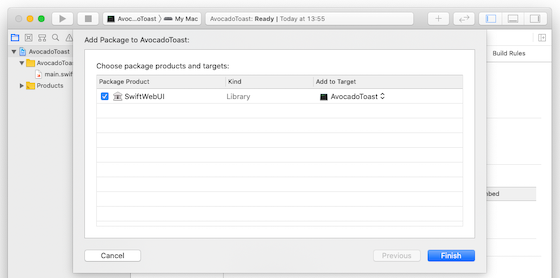 Avoc...oToast
My Mac
AvocadoToast: Ready | Today at 13:55
Add Package to AvocadoToast:
AvocadoToast
AvocadoToa
main.swif
Products
Build Rules
Choose package products and targets:
Package Product Kind Add to Target
SwiftWebUI Library AvocadoToast
bed
Cancel Previous Finish